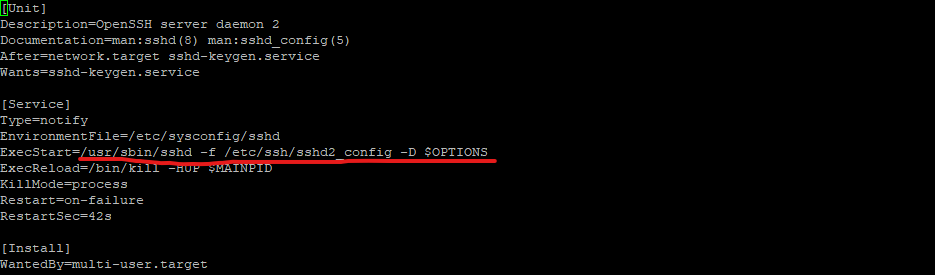 [Unit]
Description=OpenSSH server daemon 2
Documentation=man:sshd(8) man:sshd_config(5)
After=network.target sshd-keygen.service
Wants=sshd-keygen.service
[Service]
Type=notify
EnvironmentFile=/etc/sysconfig/sshd
ExecStart=/usr/sbin/sshd -f /etc/ssh/sshd2_config -D $OPTIONS
ExecReload=/bin/kill -HUP $MAINPID
KillMode=process
Restart=on-failure
RestartSec=42s
[Install]
WantedBy=multi-user.target